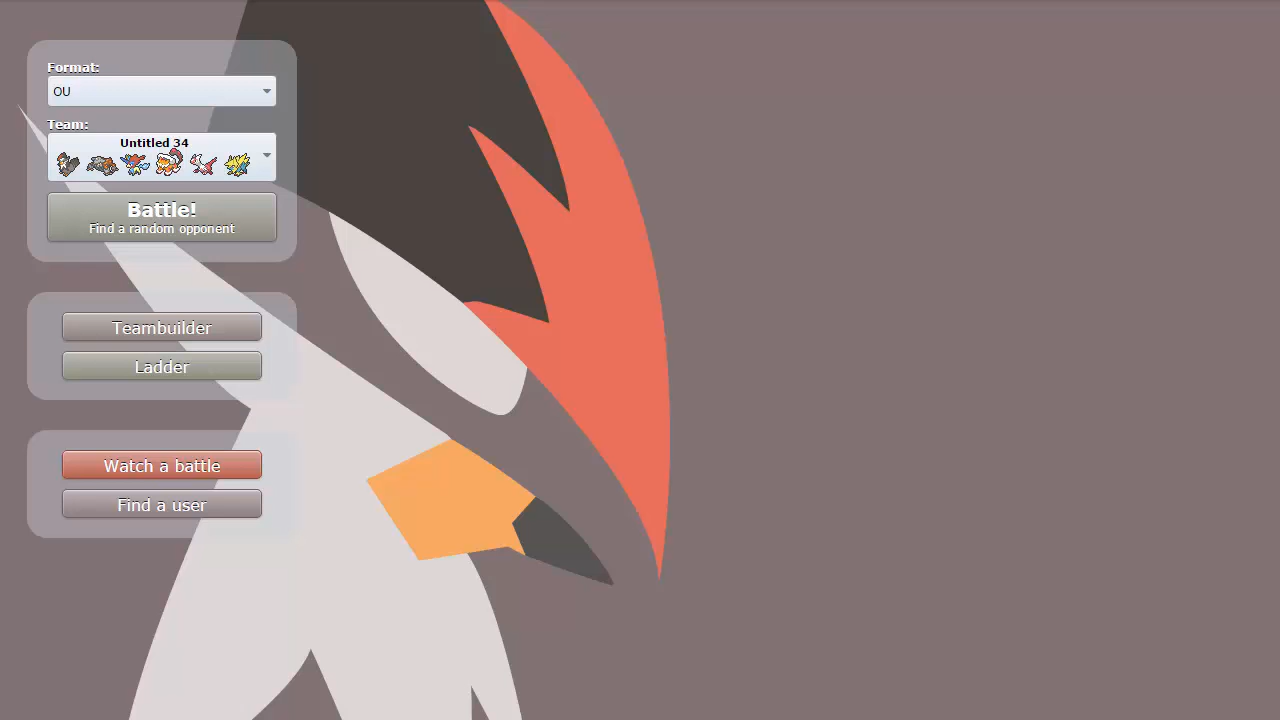 Format:
OU
Team:
Untitled 34
Battle!
Find a random opponent
Teambuilder
Ladder
Watch a battle
Find a user